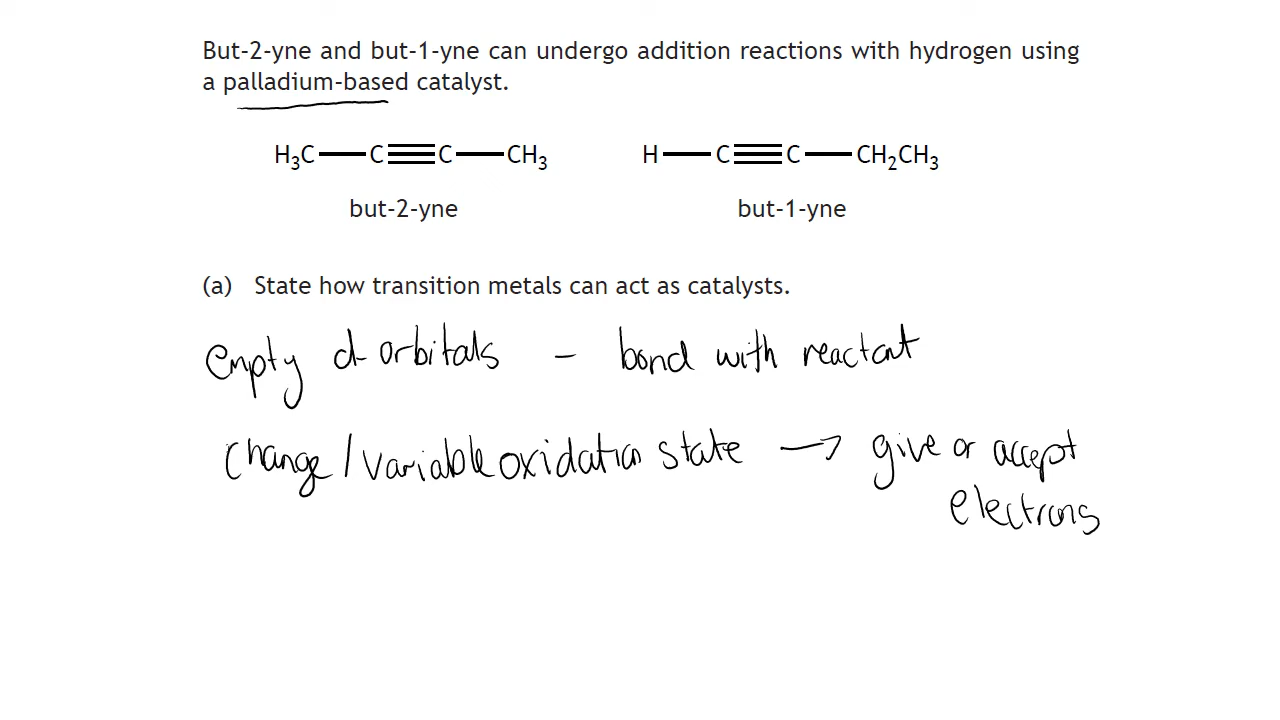 But-2-yne and but-1-yne can undergo addition reactions with hydrogen using
a palladium-based catalyst.
H₃C C C CH₃ H C C CH₂CH₃
but-2-yne but-1-yne
(a) State how transition metals can act as catalysts.
empty d-orbitals – bond with reactant
change/variable oxidation state → give or accept
electrons